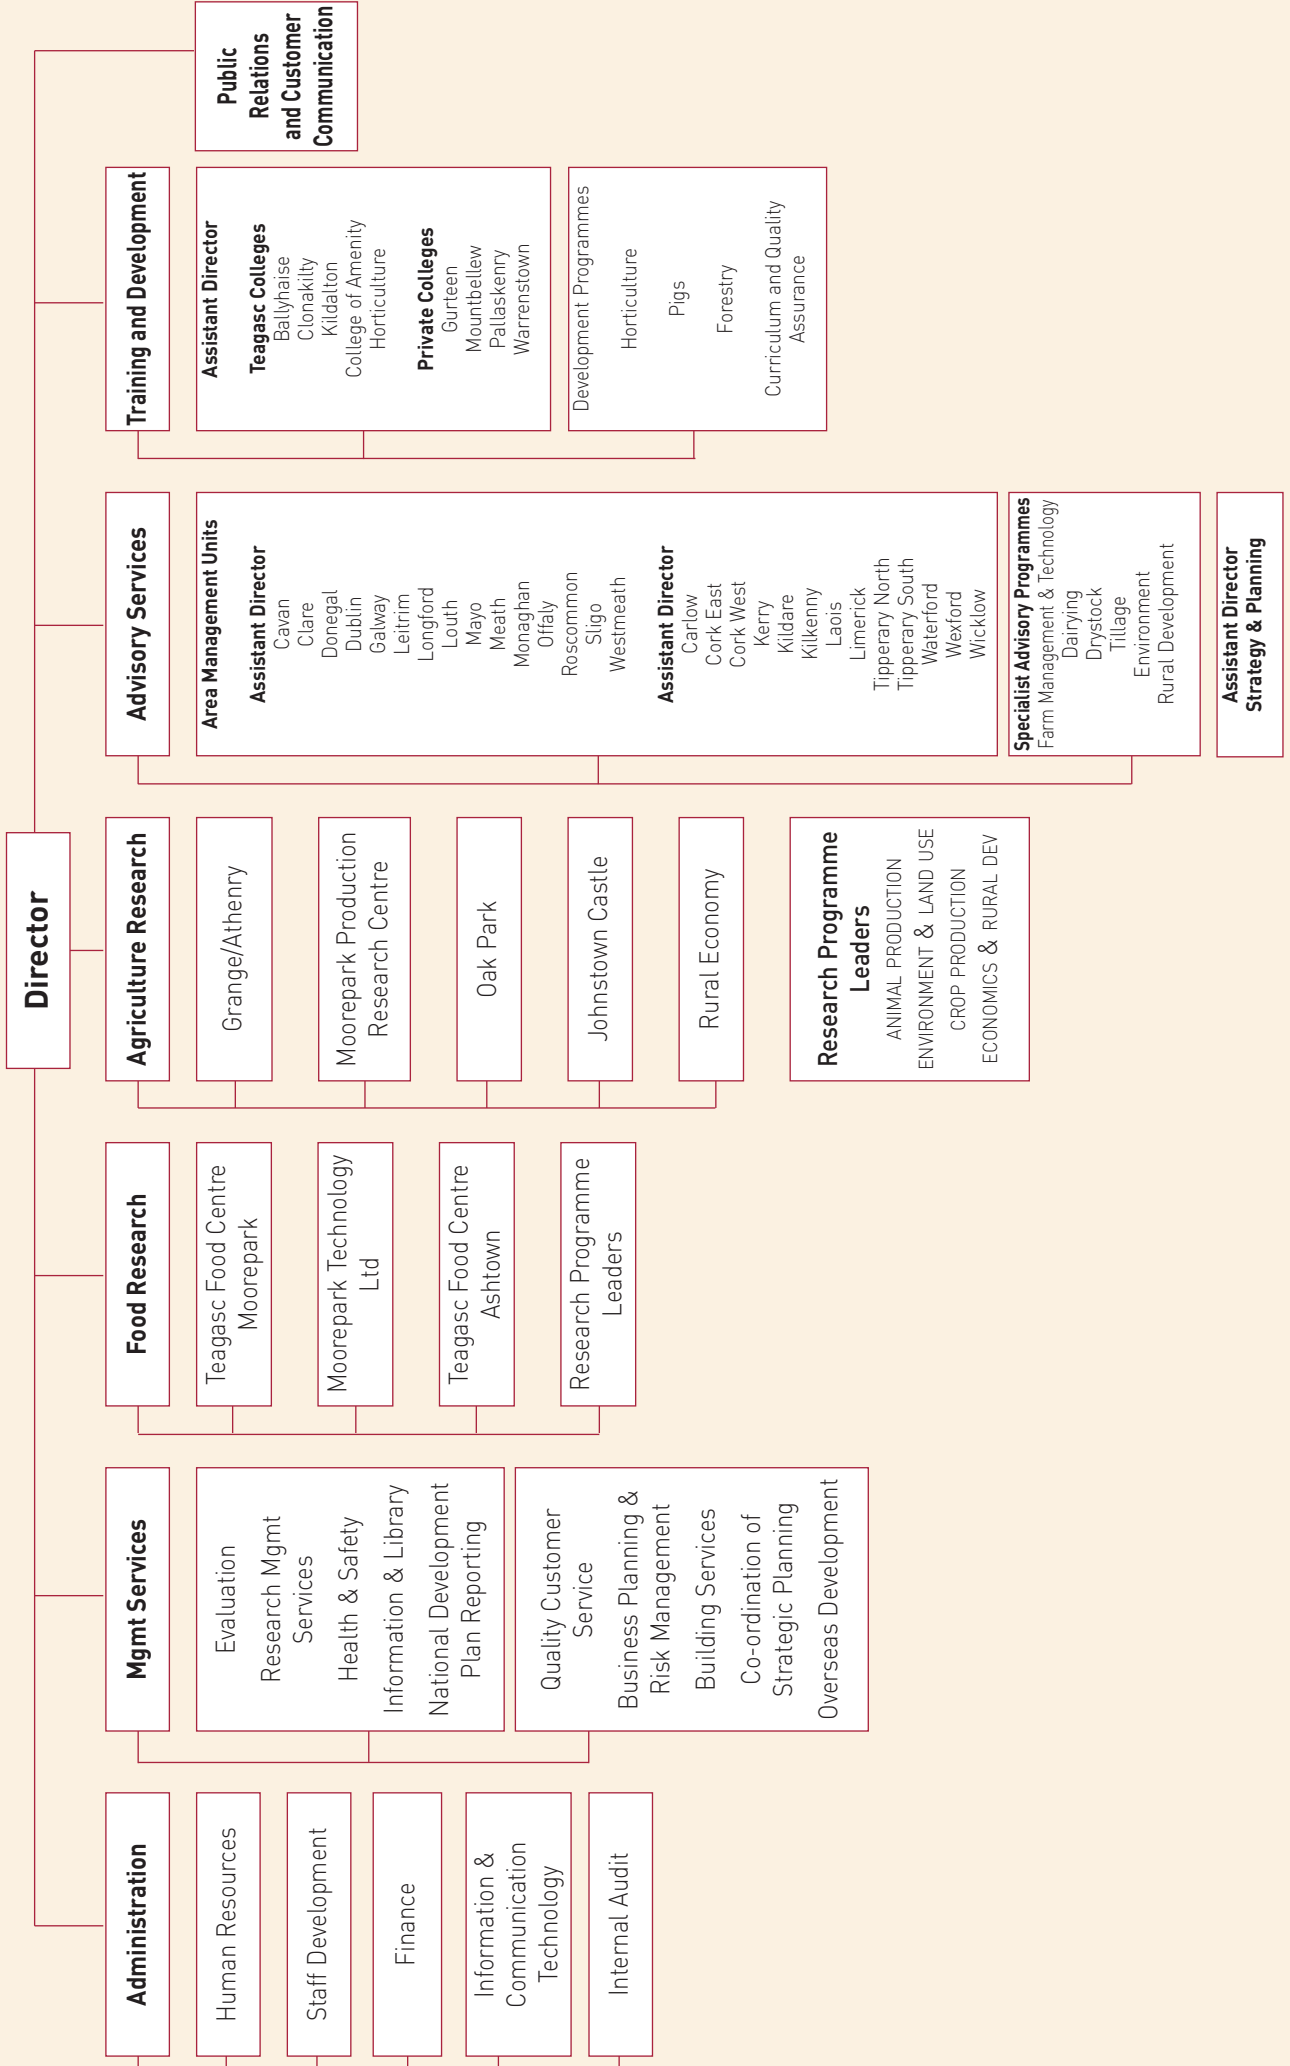 Director
Administration
Human Resources
Staff Development
Finance
Information &
Communication
Technology
Internal Audit
Mgmt Services
Evaluation
Research Mgmt
Services
Health & Safety
Information & Library
National Development
Plan Reporting
Quality Customer
Service
Business Planning &
Risk Management
Building Services
Co-ordination of
Strategic Planning
Overseas Development
Food Research
Teagasc Food Centre
Moorepark
Moorepark Technology
Ltd
Teagasc Food Centre
Ashtown
Research Programme
Leaders
Agriculture Research
Grange/Athenry
Moorepark Production
Research Centre
Oak Park
Johnstown Castle
Rural Economy
Research Programme
Leaders
ANIMAL PRODUCTION
ENVIRONMENT & LAND USE
CROP PRODUCTION
ECONOMICS & RURAL DEV
Advisory Services
Area Management Units
Assistant Director
Cavan
Clare
Donegal
Dublin
Galway
Leitrim
Longford
Louth
Mayo
Meath
Monaghan
Offaly
Roscommon
Sligo
Westmeath
Assistant Director
Carlow
Cork East
Cork West
Kerry
Kildare
Kilkenny
Laois
Limerick
Tipperary North
Tipperary South
Waterford
Wexford
Wicklow
Specialist Advisory Programmes
Farm Management & Technology
Dairying
Drystock
Tillage
Environment
Rural Development
Assistant Director
Strategy & Planning
Training and Development
Assistant Director
Teagasc Colleges
Ballyhaise
Clonakilty
Kildalton
College of Amenity
Horticulture
Private Colleges
Gurteen
Mountbellew
Pallaskenry
Warrenstown
Development Programmes
Horticulture
Pigs
Forestry
Curriculum and Quality
Assurance
Public
Relations
and Customer
Communication